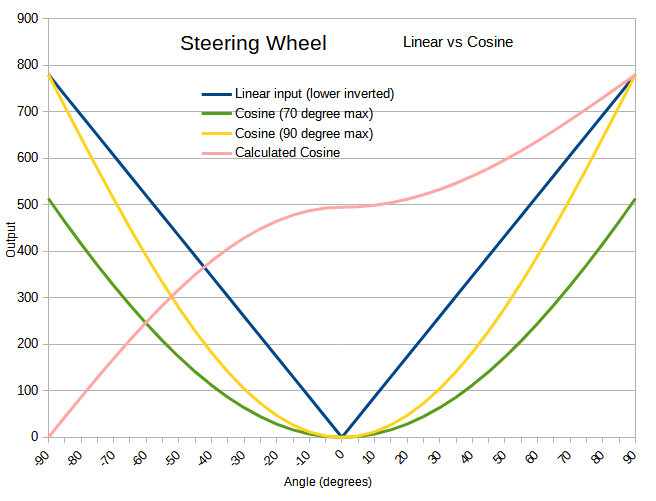 Steering Wheel
Linear vs Cosine
Linear input (lower inverted)
Cosine (70 degree max)
Cosine (90 degree max)
Calculated Cosine
900
800
700
600
500
400
300
200
100
0
Output
-90 -80 -70 -60 -50 -40 -30 -20 -10 0 10 20 30 40 50 60 70 80 90
Angle (degrees)